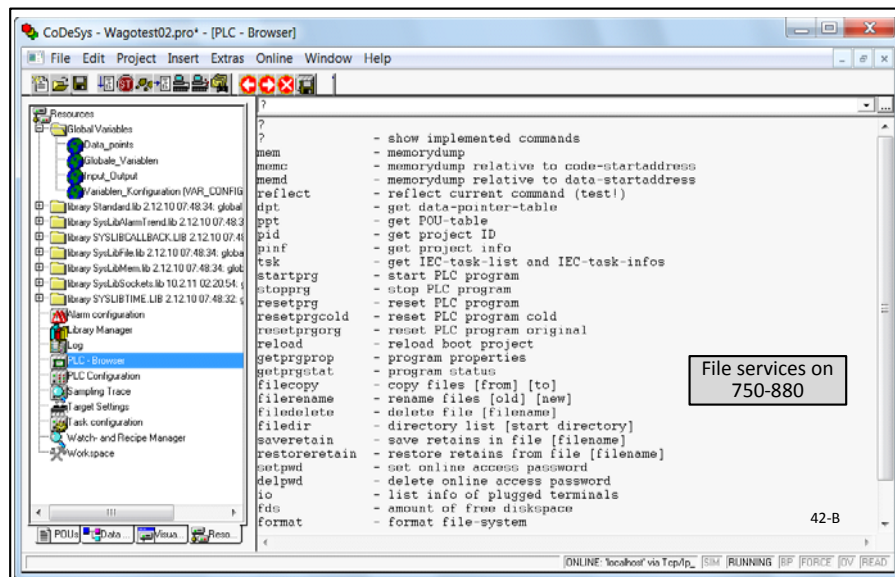 CoDeSys - Wagotest02.pro* - [PLC - Browser]
File Edit Project Insert Extras Online Window Help
Resources
Global Variables
Data_points
Globale_Variablen
Input_Output
Variablen_Konfiguration (VAR_CONFIG
library Standard.lib 2.12.10 07:48:34: global
library SysLibAlarmTrend.lib 2.12.10 07:48:3
library SYSLIBCALLBACK.LIB 2.12.10 07:4
library SysLibFile.lib 2.12.10 07:48:34: globa
library SysLibMem.lib 2.12.10 07:48:34: glob
library SysLibSockets.lib 10.2.11 02:20:54: g
library SYSLIBTIME.LIB 2.12.10 07:48:32: g
Alarm configuration
Library Manager
Log
PLC - Browser
PLC Configuration
Sampling Trace
Target Settings
Task configuration
Watch- and Recipe Manager
Workspace
POUs
Data ...
Visua...
Reso...
?
?
? - show implemented commands
mem - memorydump
memc - memorydump relative to code-startaddress
memd - memorydump relative to data-startaddress
reflect - reflect current command (test!)
dpt - get data-pointer-table
ppt - get POU-table
pid - get project ID
pinf - get project info
tsk - get IEC-task-list and IEC-task-infos
startprg - start PLC program
stopprg - stop PLC program
resetprg - reset PLC program
resetprgcold - reset PLC program cold
resetprgorg - reset PLC program original
reload - reload boot project
getprgprop - program properties
getprgstat - program status
filecopy - copy files [from] [to]
filerename - rename files [old] [new]
filedelete - delete file [filename]
filedir - directory list [start directory]
saveretain - save retains in file [filename]
restoreretain - restore retains from file [filename]
setpwd - set online access password
delpwd - delete online access password
io - list info of plugged terminals
fds - amount of free diskspace
format - format file-system
File services on
750-880
42-B
ONLINE: 'localhost' via Tcp/Ip_ SIM RUNNING BP FORCE OV READ